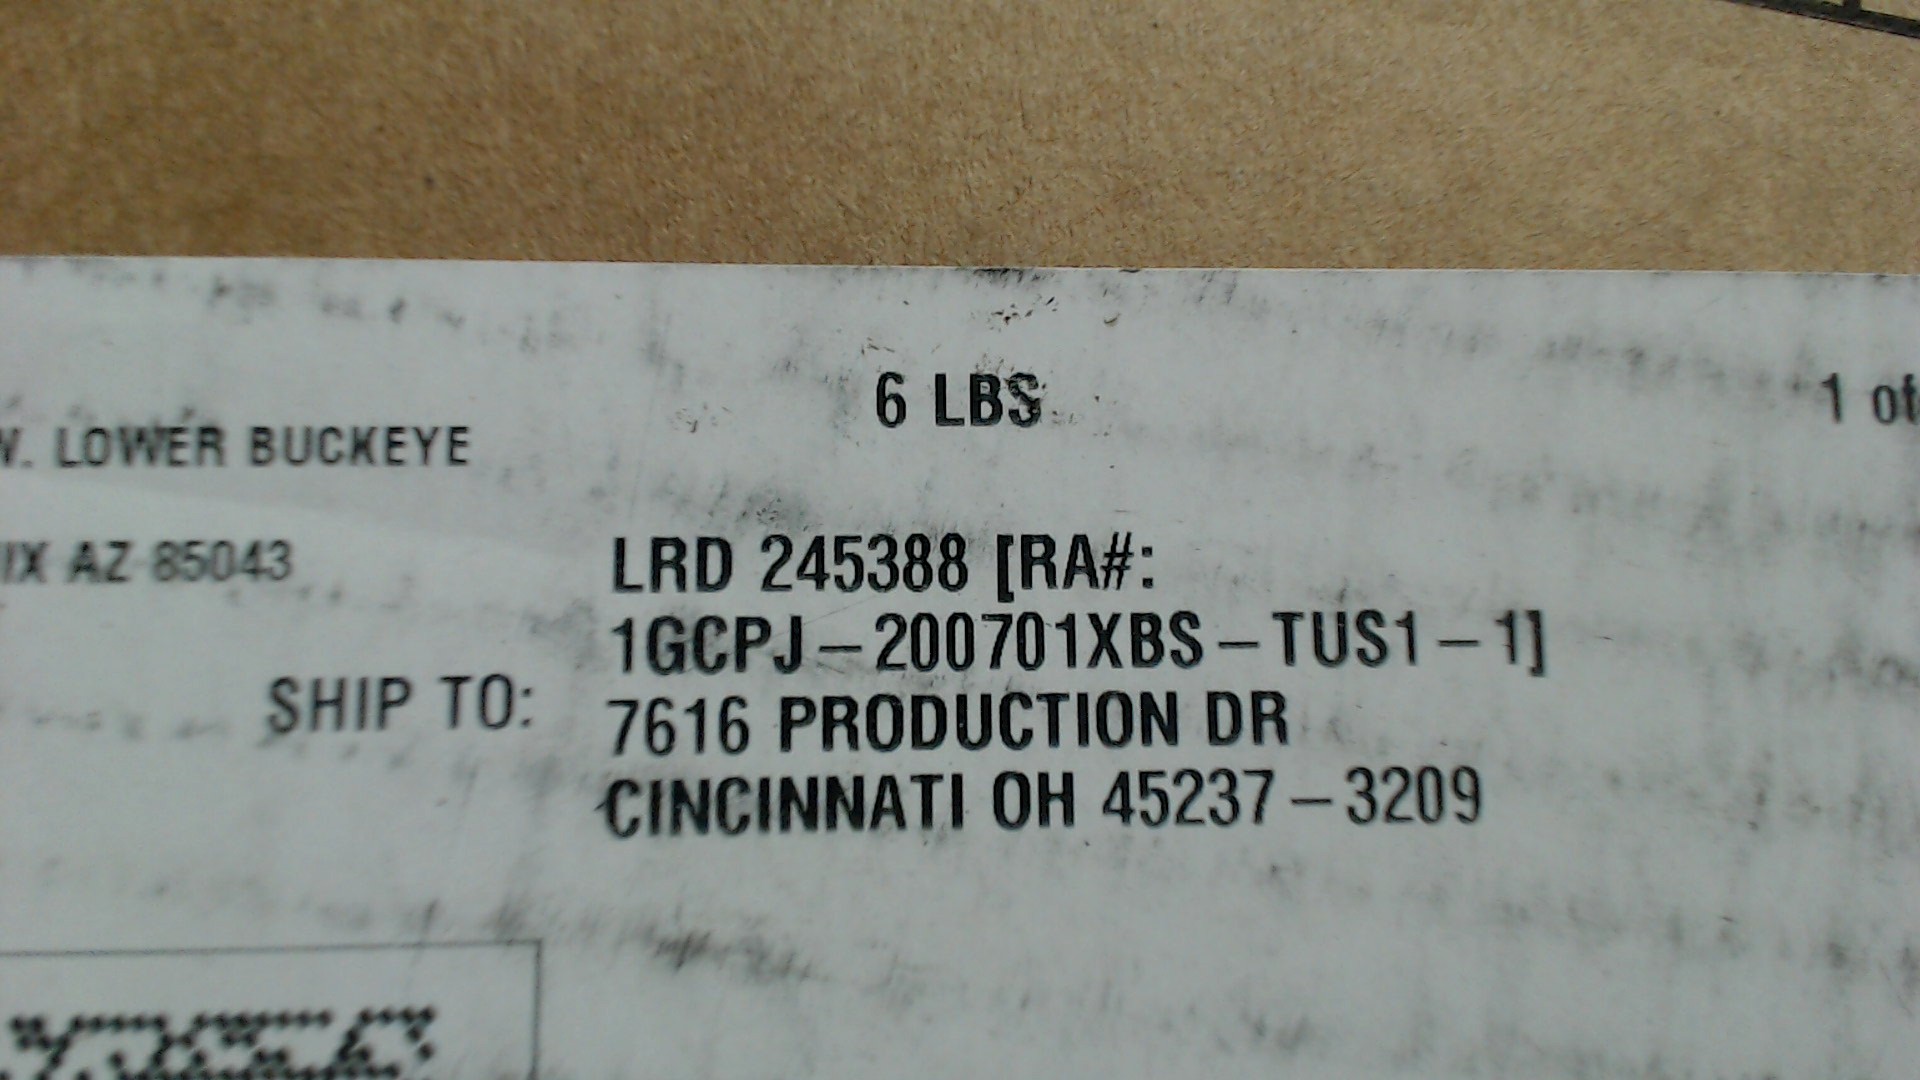 6 LBS
1 of
W. LOWER BUCKEYE
IX AZ 85043
LRD 245388 [RA#:
1GCPJ-200701XBS-TUS1-1]
SHIP TO: 7616 PRODUCTION DR
CINCINNATI OH 45237-3209